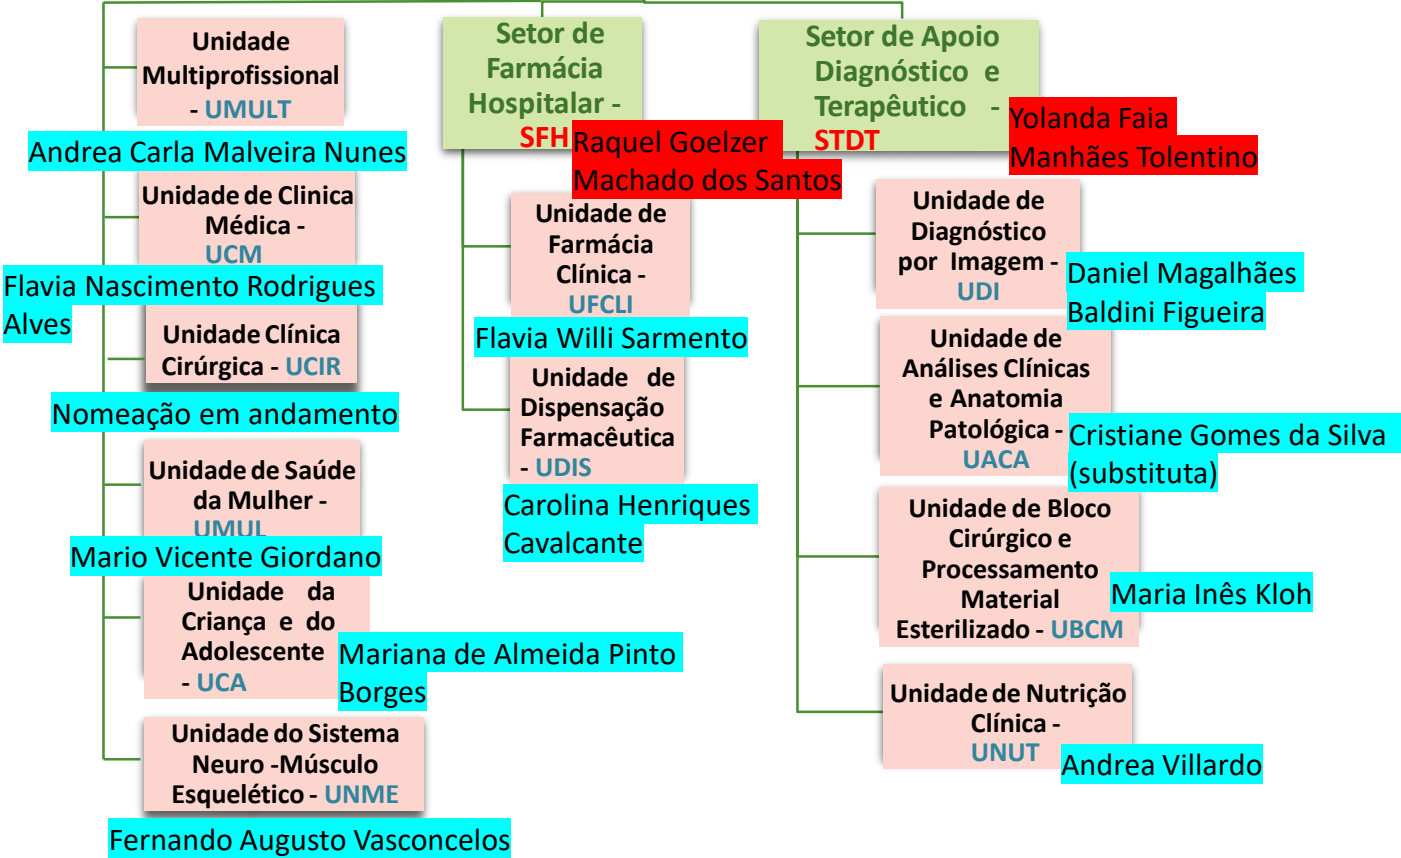 Unidade
Multiprofissional
- UMULT
Andrea Carla Malveira Nunes
Unidade de Clinica
Médica -
UCM
Flavia Nascimento Rodrigues
Alves
Unidade Clínica
Cirúrgica - UCIR
Nomeação em andamento
Unidade de Saúde
da Mulher -
UMUL
Mario Vicente Giordano
Unidade da
Criança e do
Adolescente
- UCA
Mariana de Almeida Pinto
Borges
Unidade do Sistema
Neuro -Músculo
Esquelético - UNME
Fernando Augusto Vasconcelos
Setor de
Farmácia
Hospitalar -
SFH
Raquel Goelzer
Machado dos Santos
Unidade de
Farmácia
Clínica -
UFCLI
Flavia Willi Sarmento
Unidade de
Dispensação
Farmacêutica
- UDIS
Carolina Henriques
Cavalcante
Setor de Apoio
Diagnóstico e
Terapêutico -
STDT
Yolanda Faia
Manhães Tolentino
Unidade de
Diagnóstico
por Imagem -
UDI
Daniel Magalhães
Baldini Figueira
Unidade de
Análises Clínicas
e Anatomia
Patológica -
UACA
Cristiane Gomes da Silva
(substituta)
Unidade de Bloco
Cirúrgico e
Processamento
Material
Esterilizado - UBCM
Maria Inês Kloh
Unidade de Nutrição
Clínica -
UNUT
Andrea Villardo